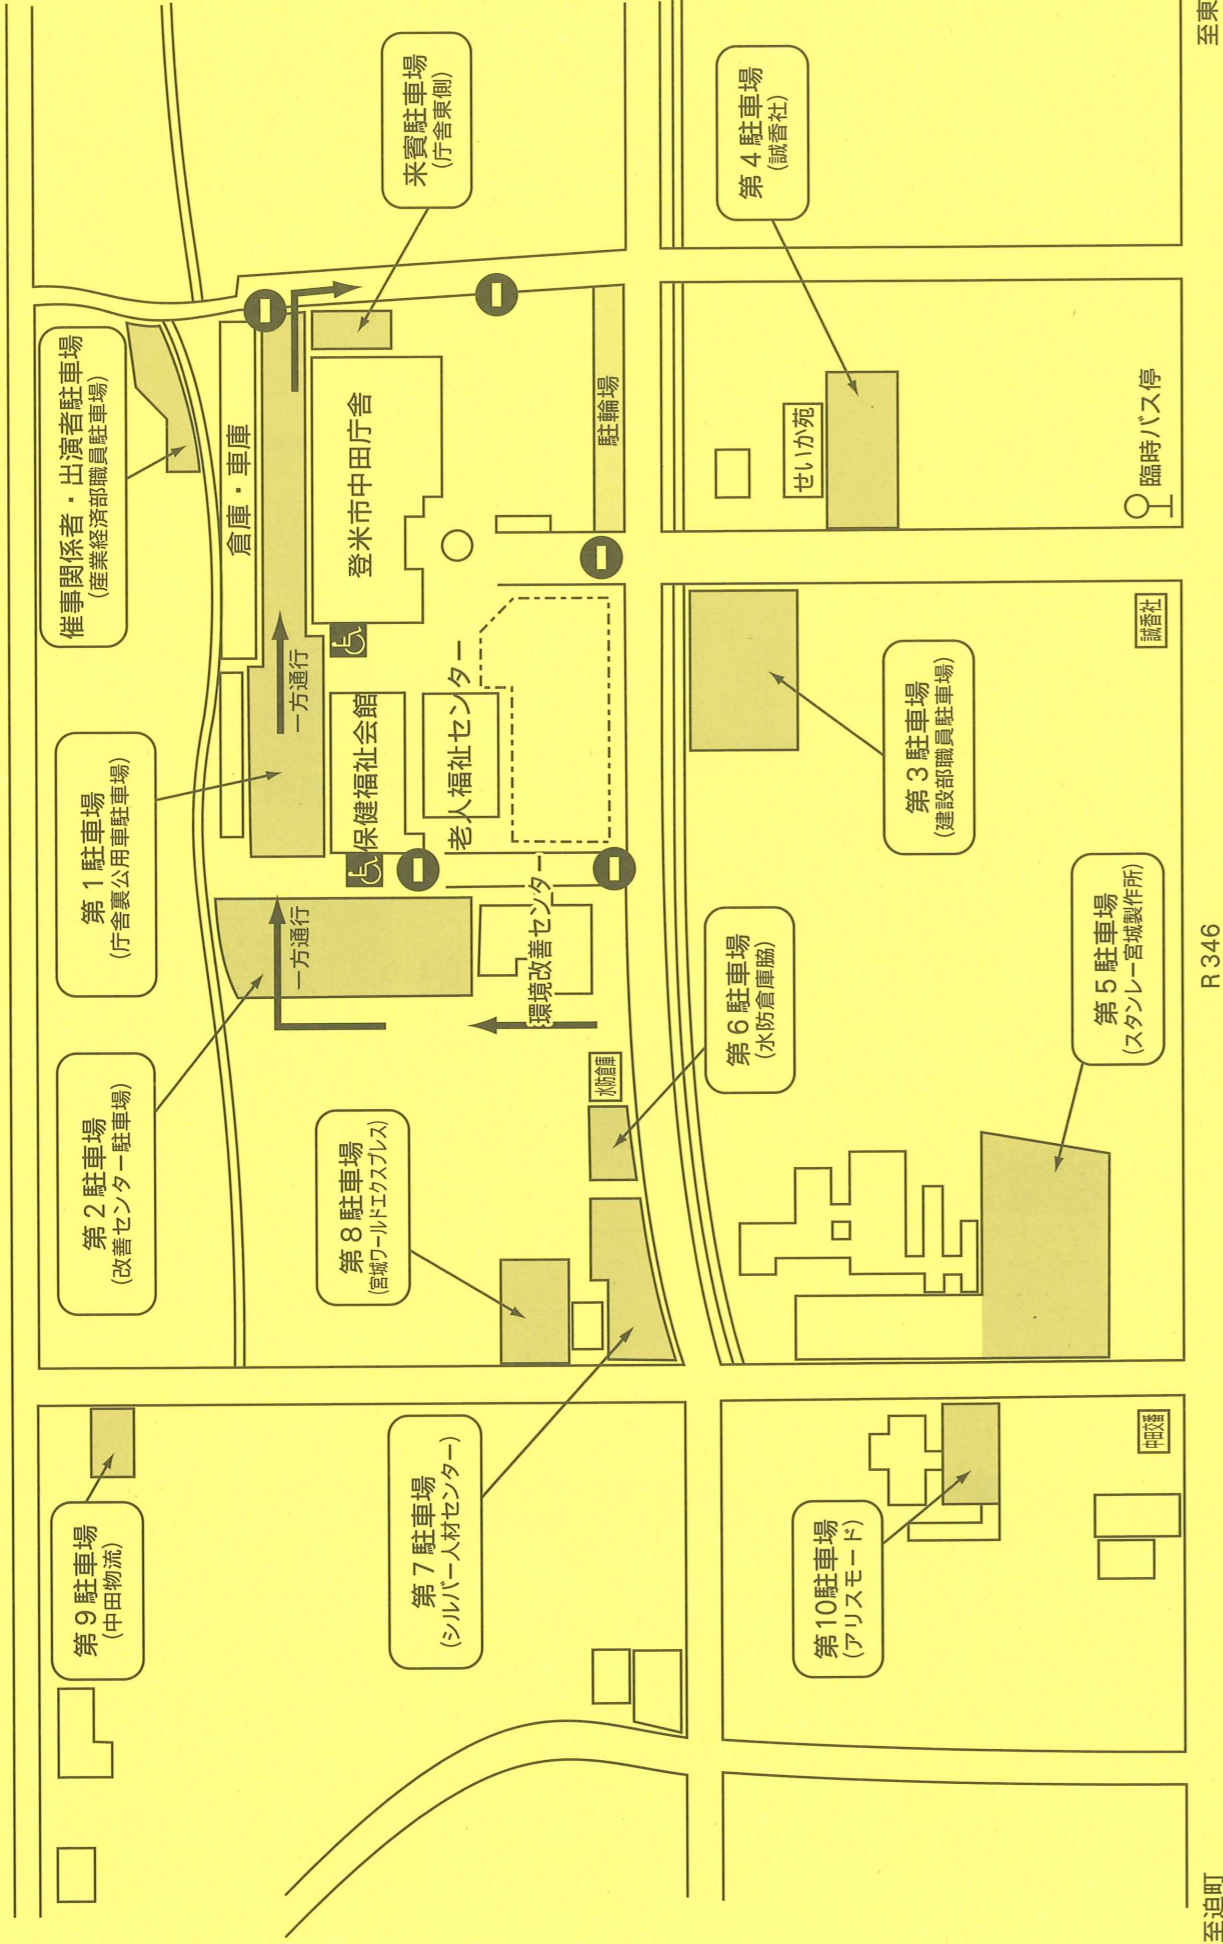 第9駐車場
(中田物流)
第2駐車場
(改善センター駐車場)
第1駐車場
(庁舎裏公用車駐車場)
催事関係者・出演者駐車場
(産業経済部職員駐車場)
倉庫・車庫
一方通行
一方通行
第8駐車場
(宮城ワールドエクスプレス)
保健福祉会館
登米市中田庁舎
来賓駐車場
(庁舎東側)
第7駐車場
(シルバー人材センター)
老人福祉センター
環境改善センター
水防倉庫
駐輪場
第6駐車場
(水防倉庫脇)
第4駐車場
(誠香社)
せいか苑
第10駐車場
(アリスモード)
第3駐車場
(建設部職員駐車場)
第5駐車場
(スタンレー宮城製作所)
中田交番
誠香社
臨時バス停
至迫町
R346
至東